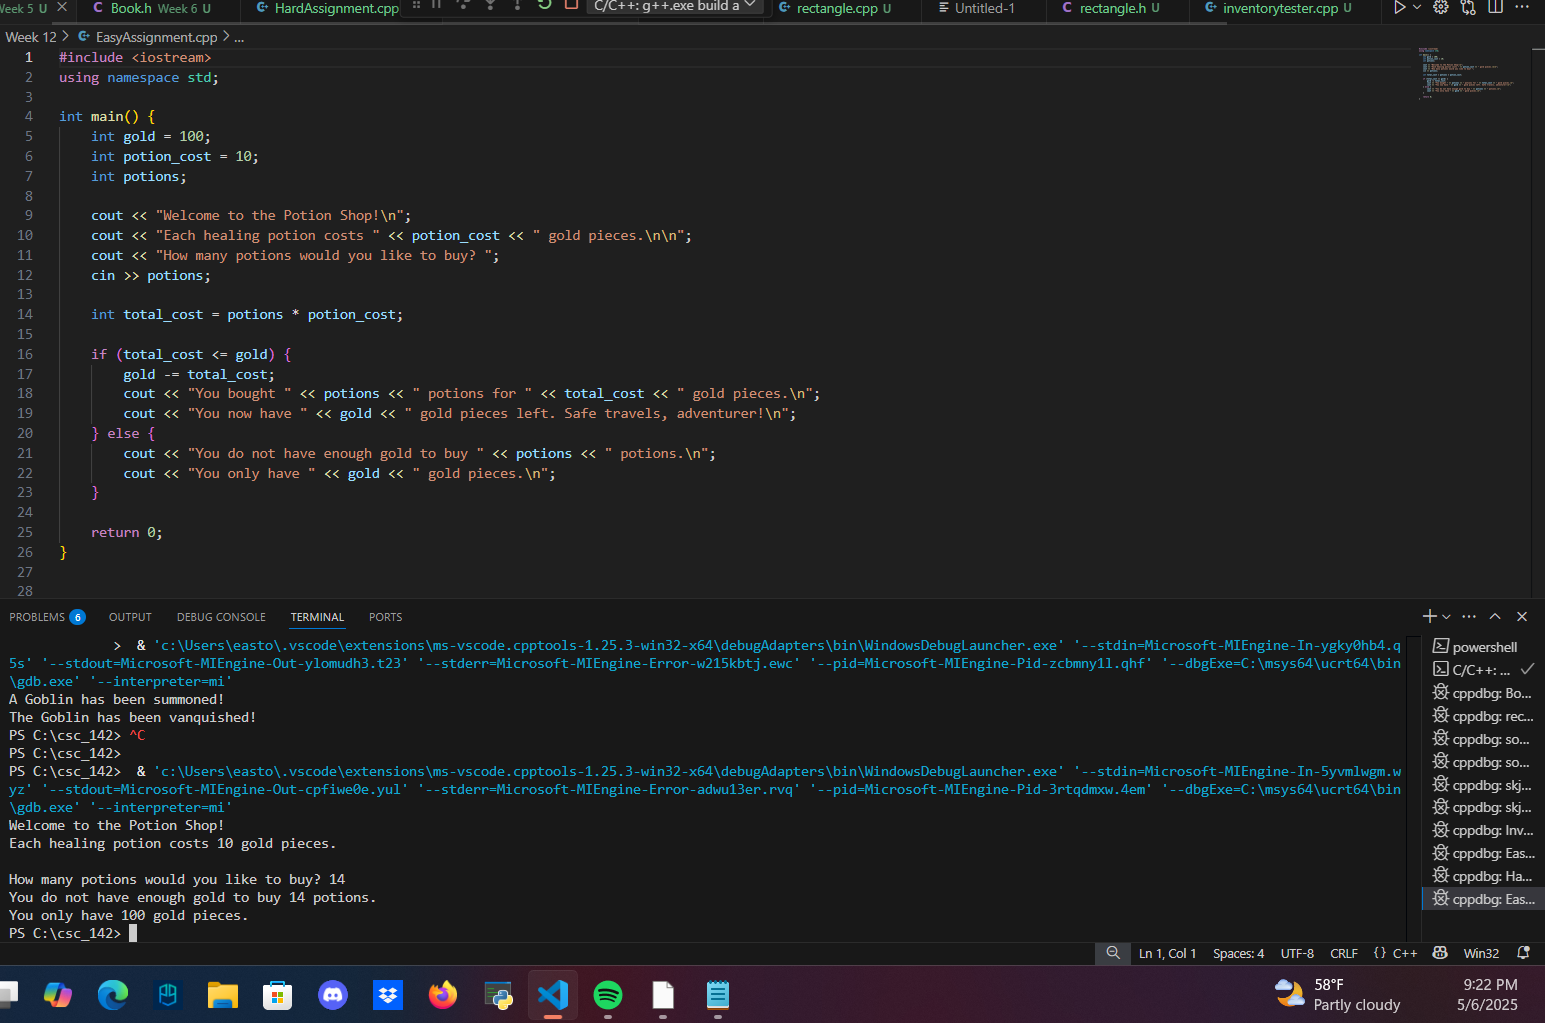 Week 5 U
Book.h Week 6 U
HardAssignment.cpp
C/C++: g++.exe build a
rectangle.cpp U
Untitled-1
rectangle.h U
inventorytester.cpp U
Week 12 > EasyAssignment.cpp > ...
1 #include <iostream>
2 using namespace std;
3
4 int main() {
5 int gold = 100;
6 int potion_cost = 10;
7 int potions;
8
9 cout << "Welcome to the Potion Shop!\n";
10 cout << "Each healing potion costs " << potion_cost << " gold pieces.\n\n";
11 cout << "How many potions would you like to buy? ";
12 cin >> potions;
13
14 int total_cost = potions * potion_cost;
15
16 if (total_cost <= gold) {
17 gold -= total_cost;
18 cout << "You bought " << potions << " potions for " << total_cost << " gold pieces.\n";
19 cout << "You now have " << gold << " gold pieces left. Safe travels, adventurer!\n";
20 } else {
21 cout << "You do not have enough gold to buy " << potions << " potions.\n";
22 cout << "You only have " << gold << " gold pieces.\n";
23 }
24
25 return 0;
26 }
27
28
PROBLEMS 6 OUTPUT DEBUG CONSOLE TERMINAL PORTS
> & 'c:\Users\easto\.vscode\extensions\ms-vscode.cpptools-1.25.3-win32-x64\debugAdapters\bin\WindowsDebugLauncher.exe' '--stdin=Microsoft-MIEngine-In-ygky0hb4.q
5s' '--stdout=Microsoft-MIEngine-Out-ylomudh3.t23' '--stderr=Microsoft-MIEngine-Error-w215kbtj.ewc' '--pid=Microsoft-MIEngine-Pid-zcbmny1l.qhf' '--dbgExe=C:\msys64\ucrt64\bin
\gdb.exe' '--interpreter=mi'
A Goblin has been summoned!
The Goblin has been vanquished!
PS C:\csc_142> ^C
PS C:\csc_142>
PS C:\csc_142> & 'c:\Users\easto\.vscode\extensions\ms-vscode.cpptools-1.25.3-win32-x64\debugAdapters\bin\WindowsDebugLauncher.exe' '--stdin=Microsoft-MIEngine-In-5yvmlwgm.w
yz' '--stdout=Microsoft-MIEngine-Out-cpfiwe0e.yul' '--stderr=Microsoft-MIEngine-Error-adwu13er.rvq' '--pid=Microsoft-MIEngine-Pid-3rtqdmxw.4em' '--dbgExe=C:\msys64\ucrt64\bin
\gdb.exe' '--interpreter=mi'
Welcome to the Potion Shop!
Each healing potion costs 10 gold pieces.
How many potions would you like to buy? 14
You do not have enough gold to buy 14 potions.
You only have 100 gold pieces.
PS C:\csc_142>
powershell
C/C++: ...
cppdbg: Bo...
cppdbg: rec...
cppdbg: so...
cppdbg: so...
cppdbg: skj...
cppdbg: skj...
cppdbg: Inv...
cppdbg: Eas...
cppdbg: Ha...
cppdbg: Eas...
Ln 1, Col 1 Spaces: 4 UTF-8 CRLF {} C++ Win32
58°F
Partly cloudy
9:22 PM
5/6/2025